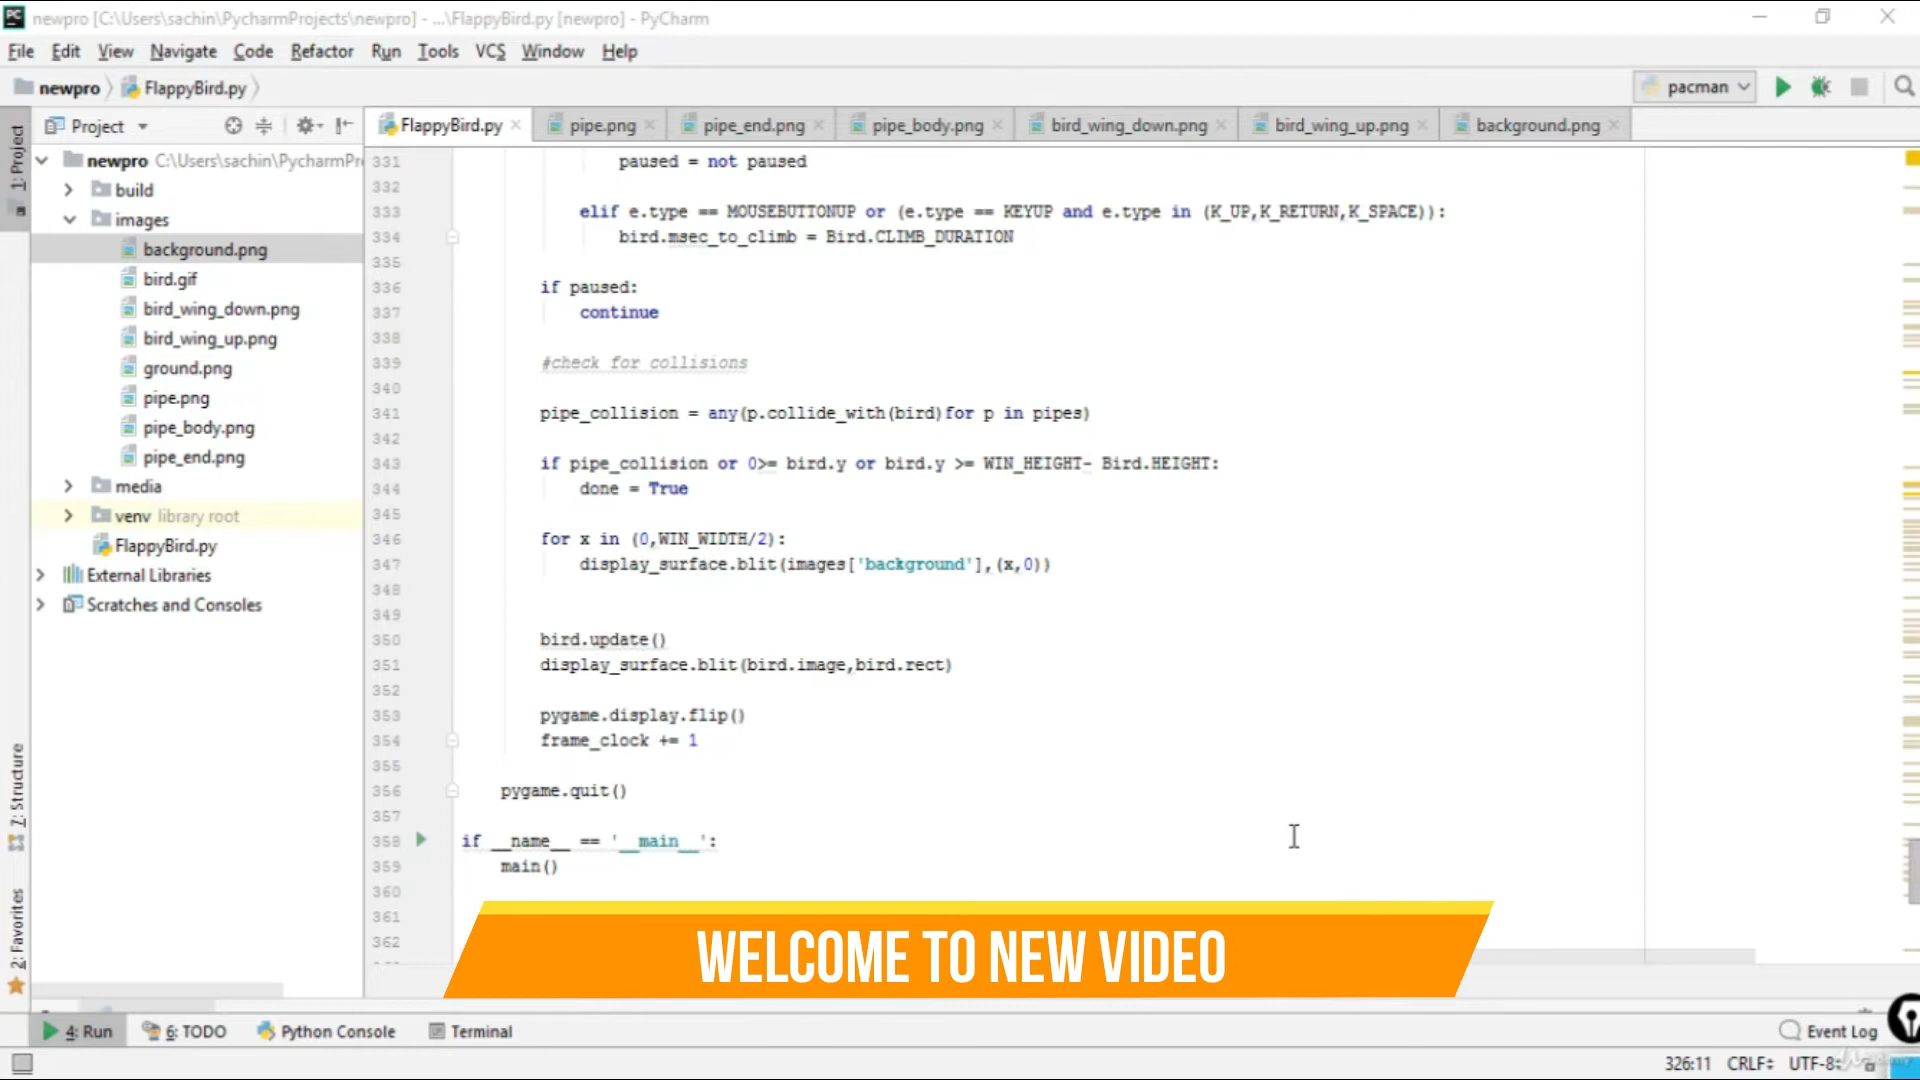 newpro [C:\Users\sachin\PycharmProjects\newpro] - ...\FlappyBird.py [newpro] - PyCharm
File Edit View Navigate Code Refactor Run Tools VCS Window Help
newpro FlappyBird.py pacman
1: Project
Project
FlappyBird.py pipe.png pipe_end.png pipe_body.png bird_wing_down.png bird_wing_up.png background.png
newpro C:\Users\sachin\PycharmPr
build
images
background.png
bird.gif
bird_wing_down.png
bird_wing_up.png
ground.png
pipe.png
pipe_body.png
pipe_end.png
media
venv library root
FlappyBird.py
External Libraries
Scratches and Consoles
331 paused = not paused
332
333 elif e.type == MOUSEBUTTONUP or (e.type == KEYUP and e.type in (K_UP,K_RETURN,K_SPACE)):
334 bird.msec_to_climb = Bird.CLIMB_DURATION
335
336 if paused:
337 continue
338
339 #check for collisions
340
341 pipe_collision = any(p.collide_with(bird)for p in pipes)
342
343 if pipe_collision or 0>= bird.y or bird.y >= WIN_HEIGHT- Bird.HEIGHT:
344 done = True
345
346 for x in (0,WIN_WIDTH/2):
347 display_surface.blit(images['background'],(x,0))
348
349
350 bird.update()
351 display_surface.blit(bird.image,bird.rect)
352
353 pygame.display.flip()
354 frame_clock += 1
355
356 pygame.quit()
357
358 if __name__ == '__main__':
359 main()
360
361
362
7: Structure
2: Favorites
WELCOME TO NEW VIDEO
4: Run 6: TODO Python Console Terminal Event Log
326:11 CRLF UTF-8